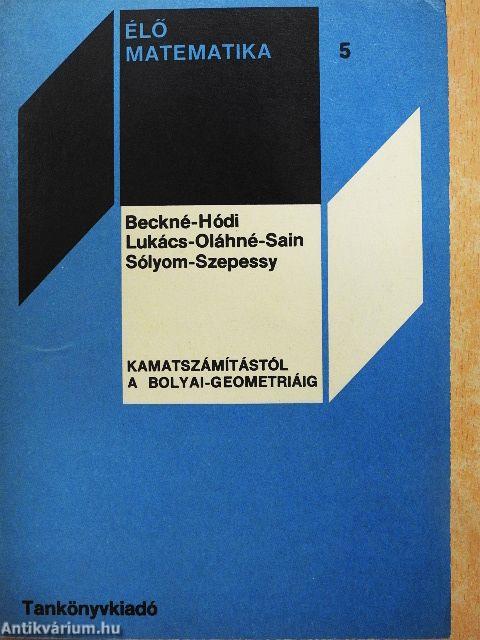 ÉLŐ
MATEMATIKA 5
Beckné-Hódi
Lukács-Oláhné-Sain
Sólyom-Szepessy
KAMATSZÁMÍTÁSTÓL
A BOLYAI-GEOMETRIÁIG
Tankönyvkiadó
Antikvárium.hu